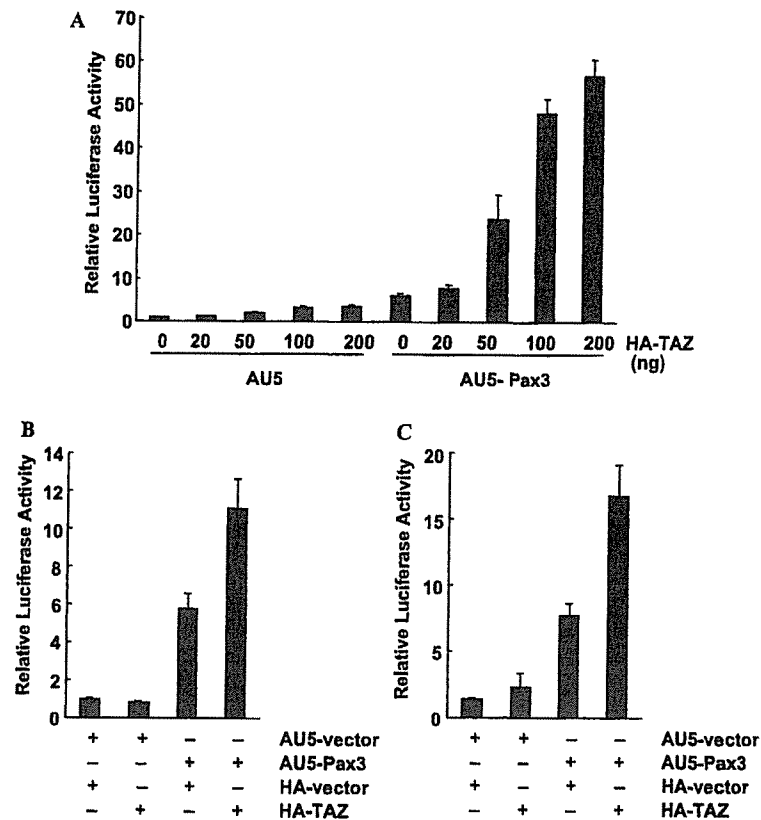 A
Relative Luciferase Activity
70
60
50
40
30
20
10
0
0 20 50 100 200 0 20 50 100 200 HA-TAZ
(ng)
AU5 AU5- Pax3
B
Relative Luciferase Activity
14
12
10
8
6
4
2
0
+ + – – AU5-vector
– – + + AU5-Pax3
+ – + – HA-vector
– + – + HA-TAZ
C
Relative Luciferase Activity
20
15
10
5
0
+ + – – AU5-vector
– – + + AU5-Pax3
+ – + – HA-vector
– + – + HA-TAZ